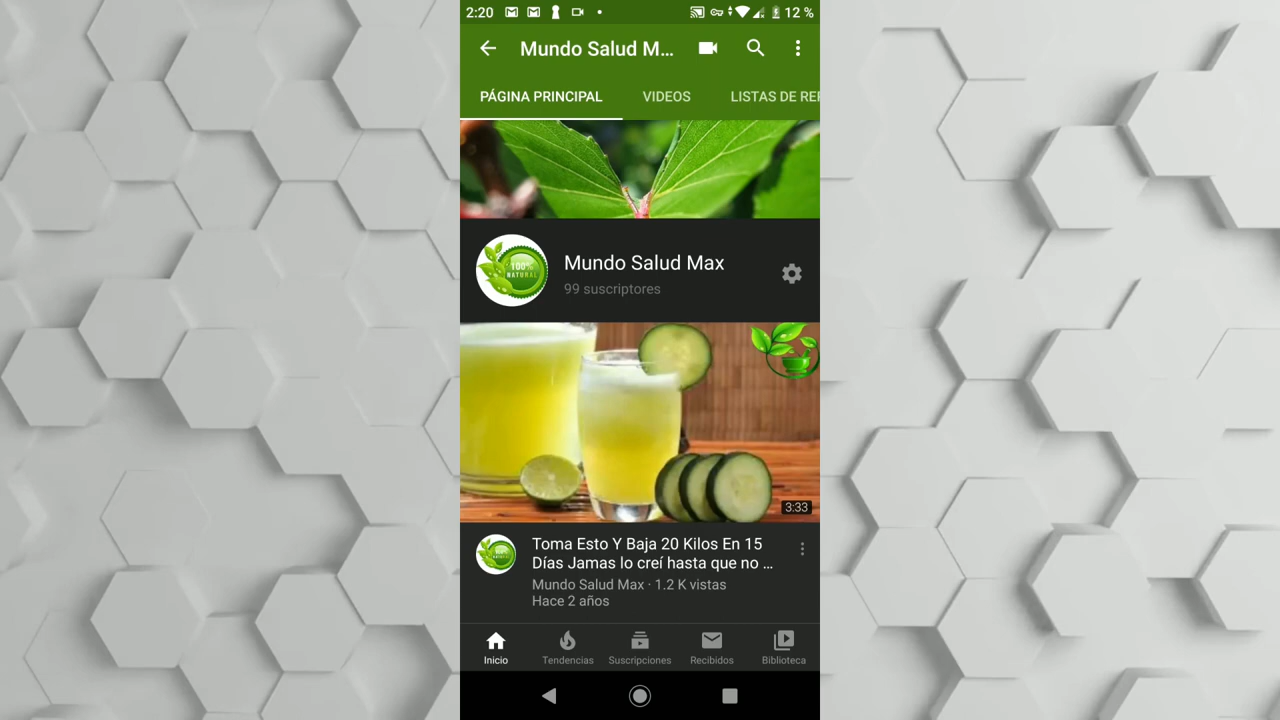 2:20
12 %
Mundo Salud M...
PÁGINA PRINCIPAL
VIDEOS
LISTAS DE REP
100%
NATURAL
Mundo Salud Max
99 suscriptores
3:33
Toma Esto Y Baja 20 Kilos En 15
Días Jamas lo creí hasta que no ...
Mundo Salud Max · 1.2 K vistas
Hace 2 años
Inicio
Tendencias
Suscripciones
Recibidos
Biblioteca